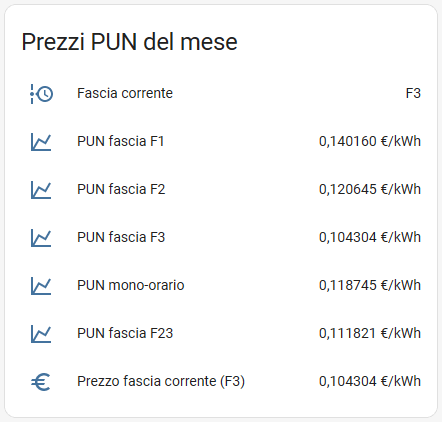 Prezzi PUN del mese
Fascia corrente F3
PUN fascia F1 0,140160 €/kWh
PUN fascia F2 0,120645 €/kWh
PUN fascia F3 0,104304 €/kWh
PUN mono-orario 0,118745 €/kWh
PUN fascia F23 0,111821 €/kWh
Prezzo fascia corrente (F3) 0,104304 €/kWh